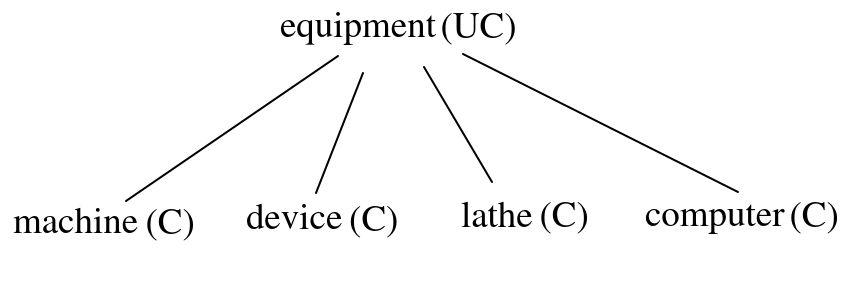 equipment (UC)
machine (C) device (C) lathe (C) computer (C)